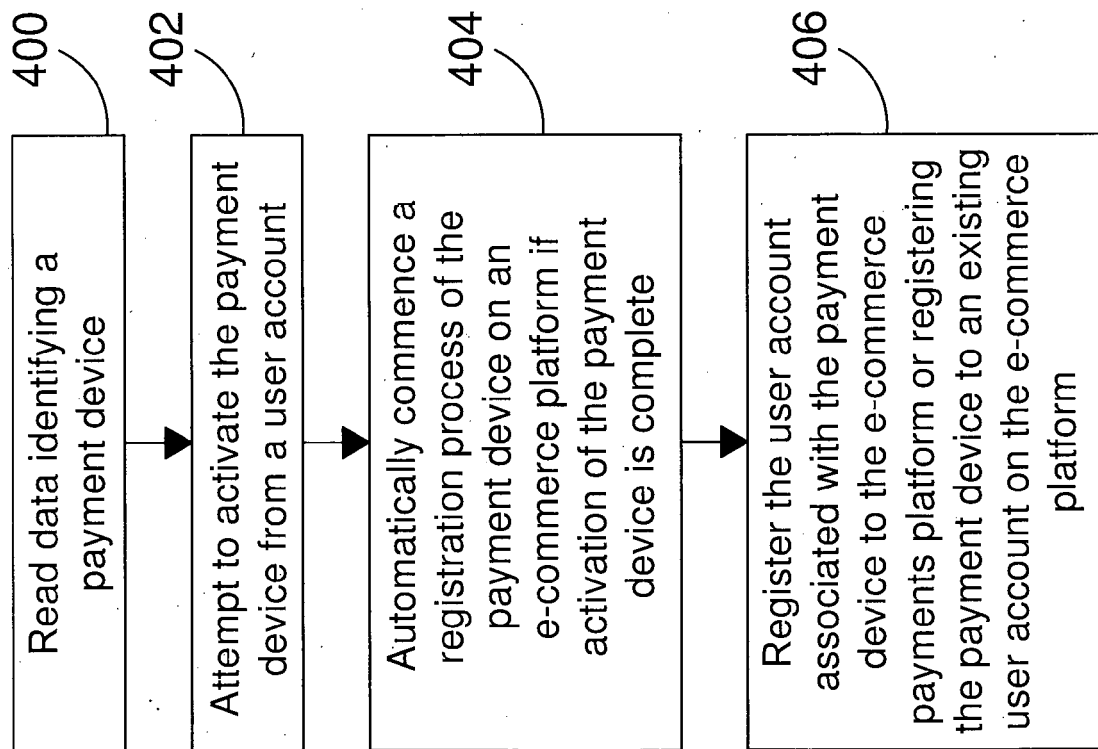 400
Read data identifying a
payment device
402
Attempt to activate the payment
device from a user account
404
Automatically commence a
registration process of the
payment device on an
e-commerce platform if
activation of the payment
device is complete
406
Register the user account
associated with the payment
device to the e-commerce
payments platform or registering
the payment device to an existing
user account on the e-commerce
platform